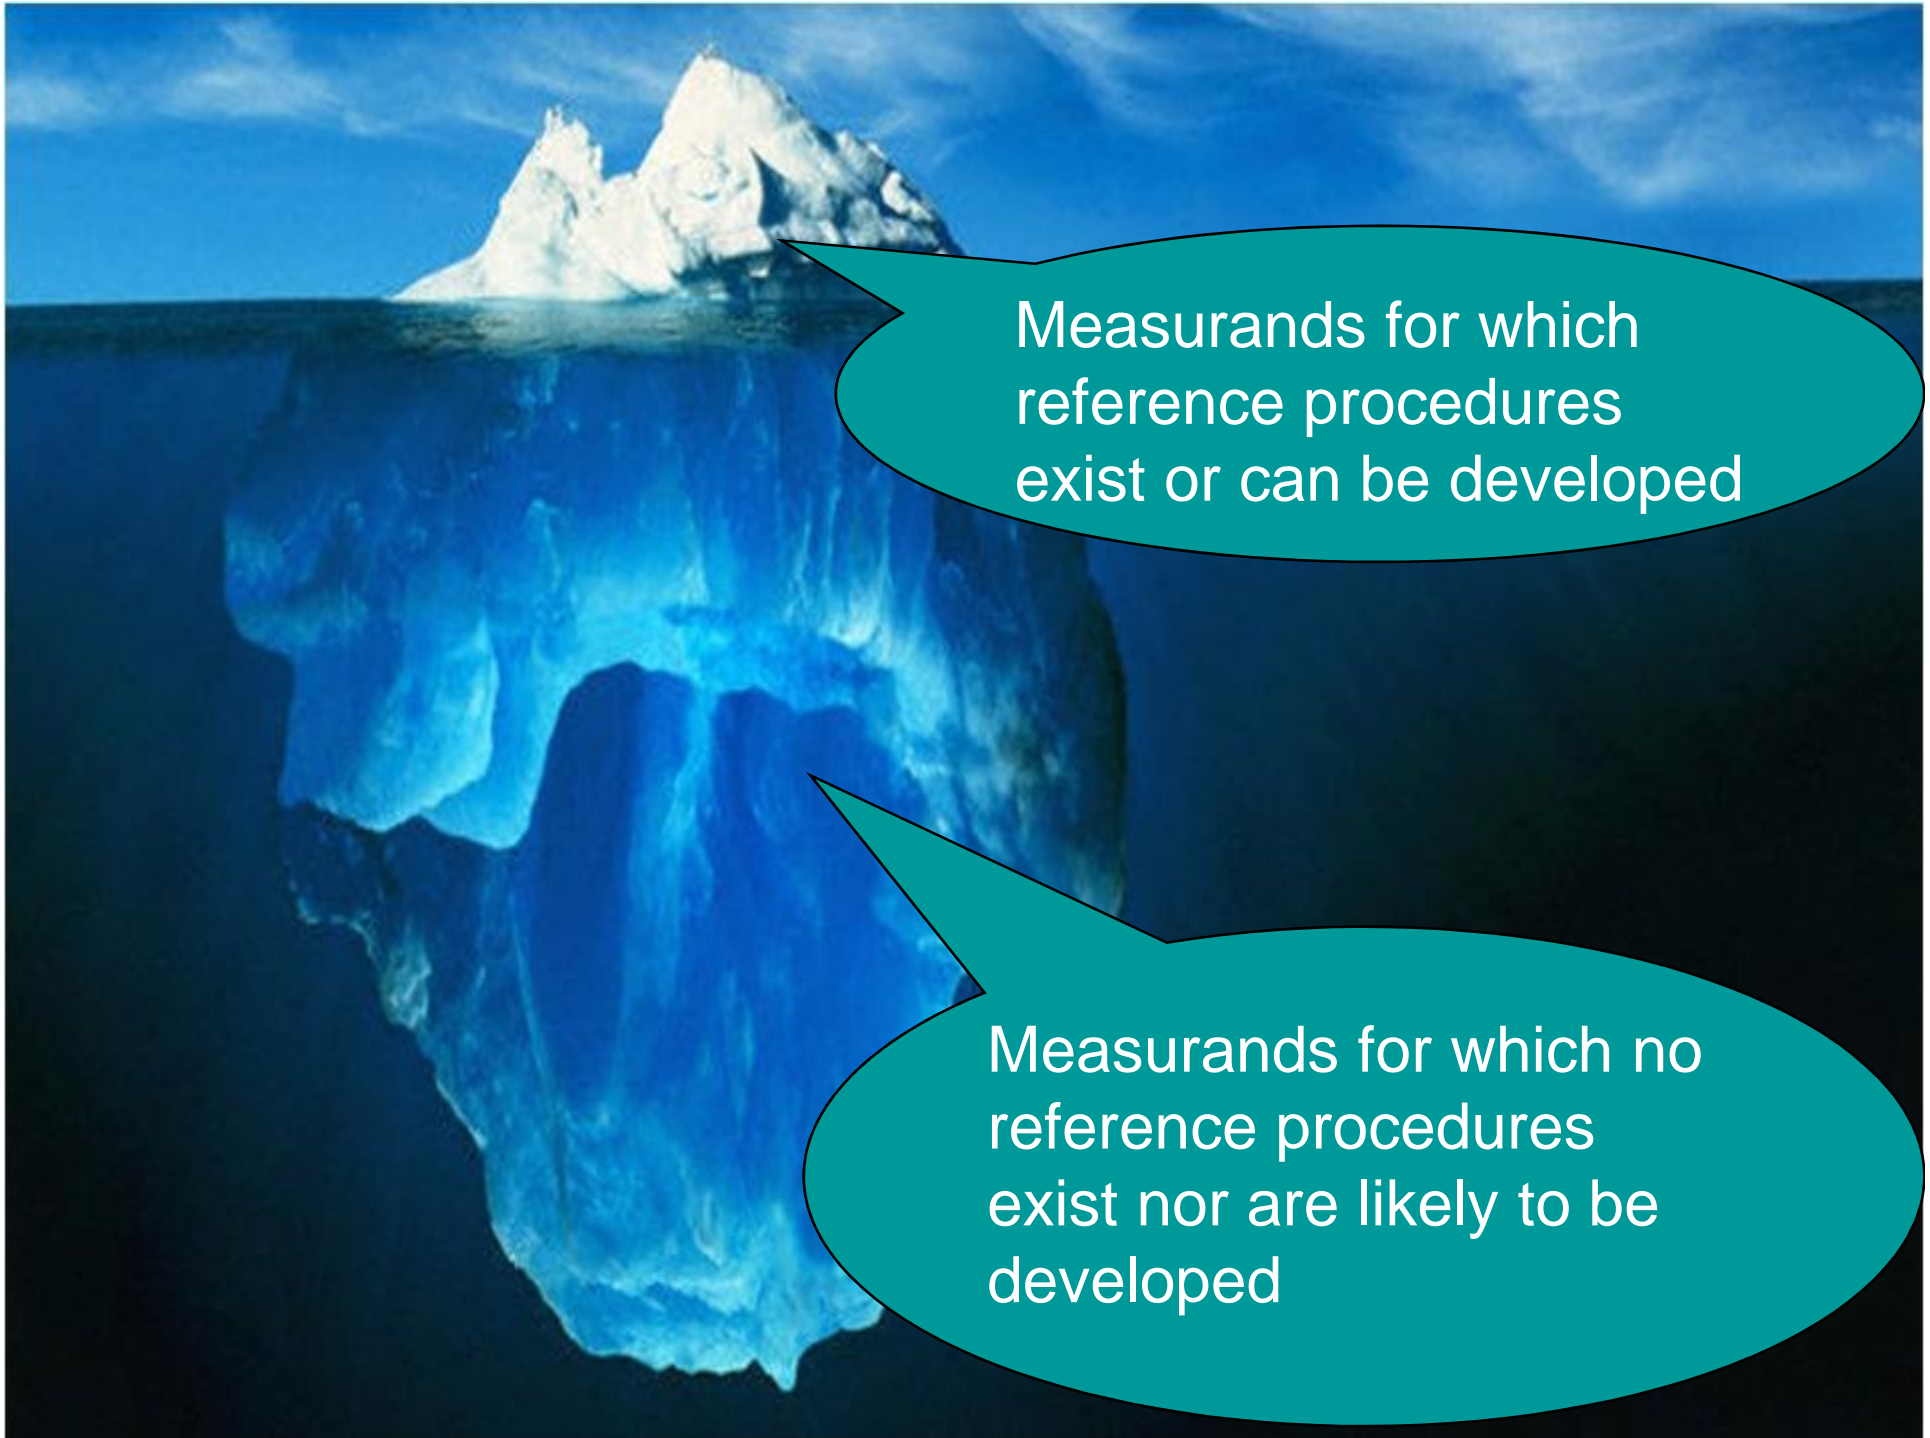 Measurands for which
reference procedures
exist or can be developed
Measurands for which no
reference procedures
exist nor are likely to be
developed